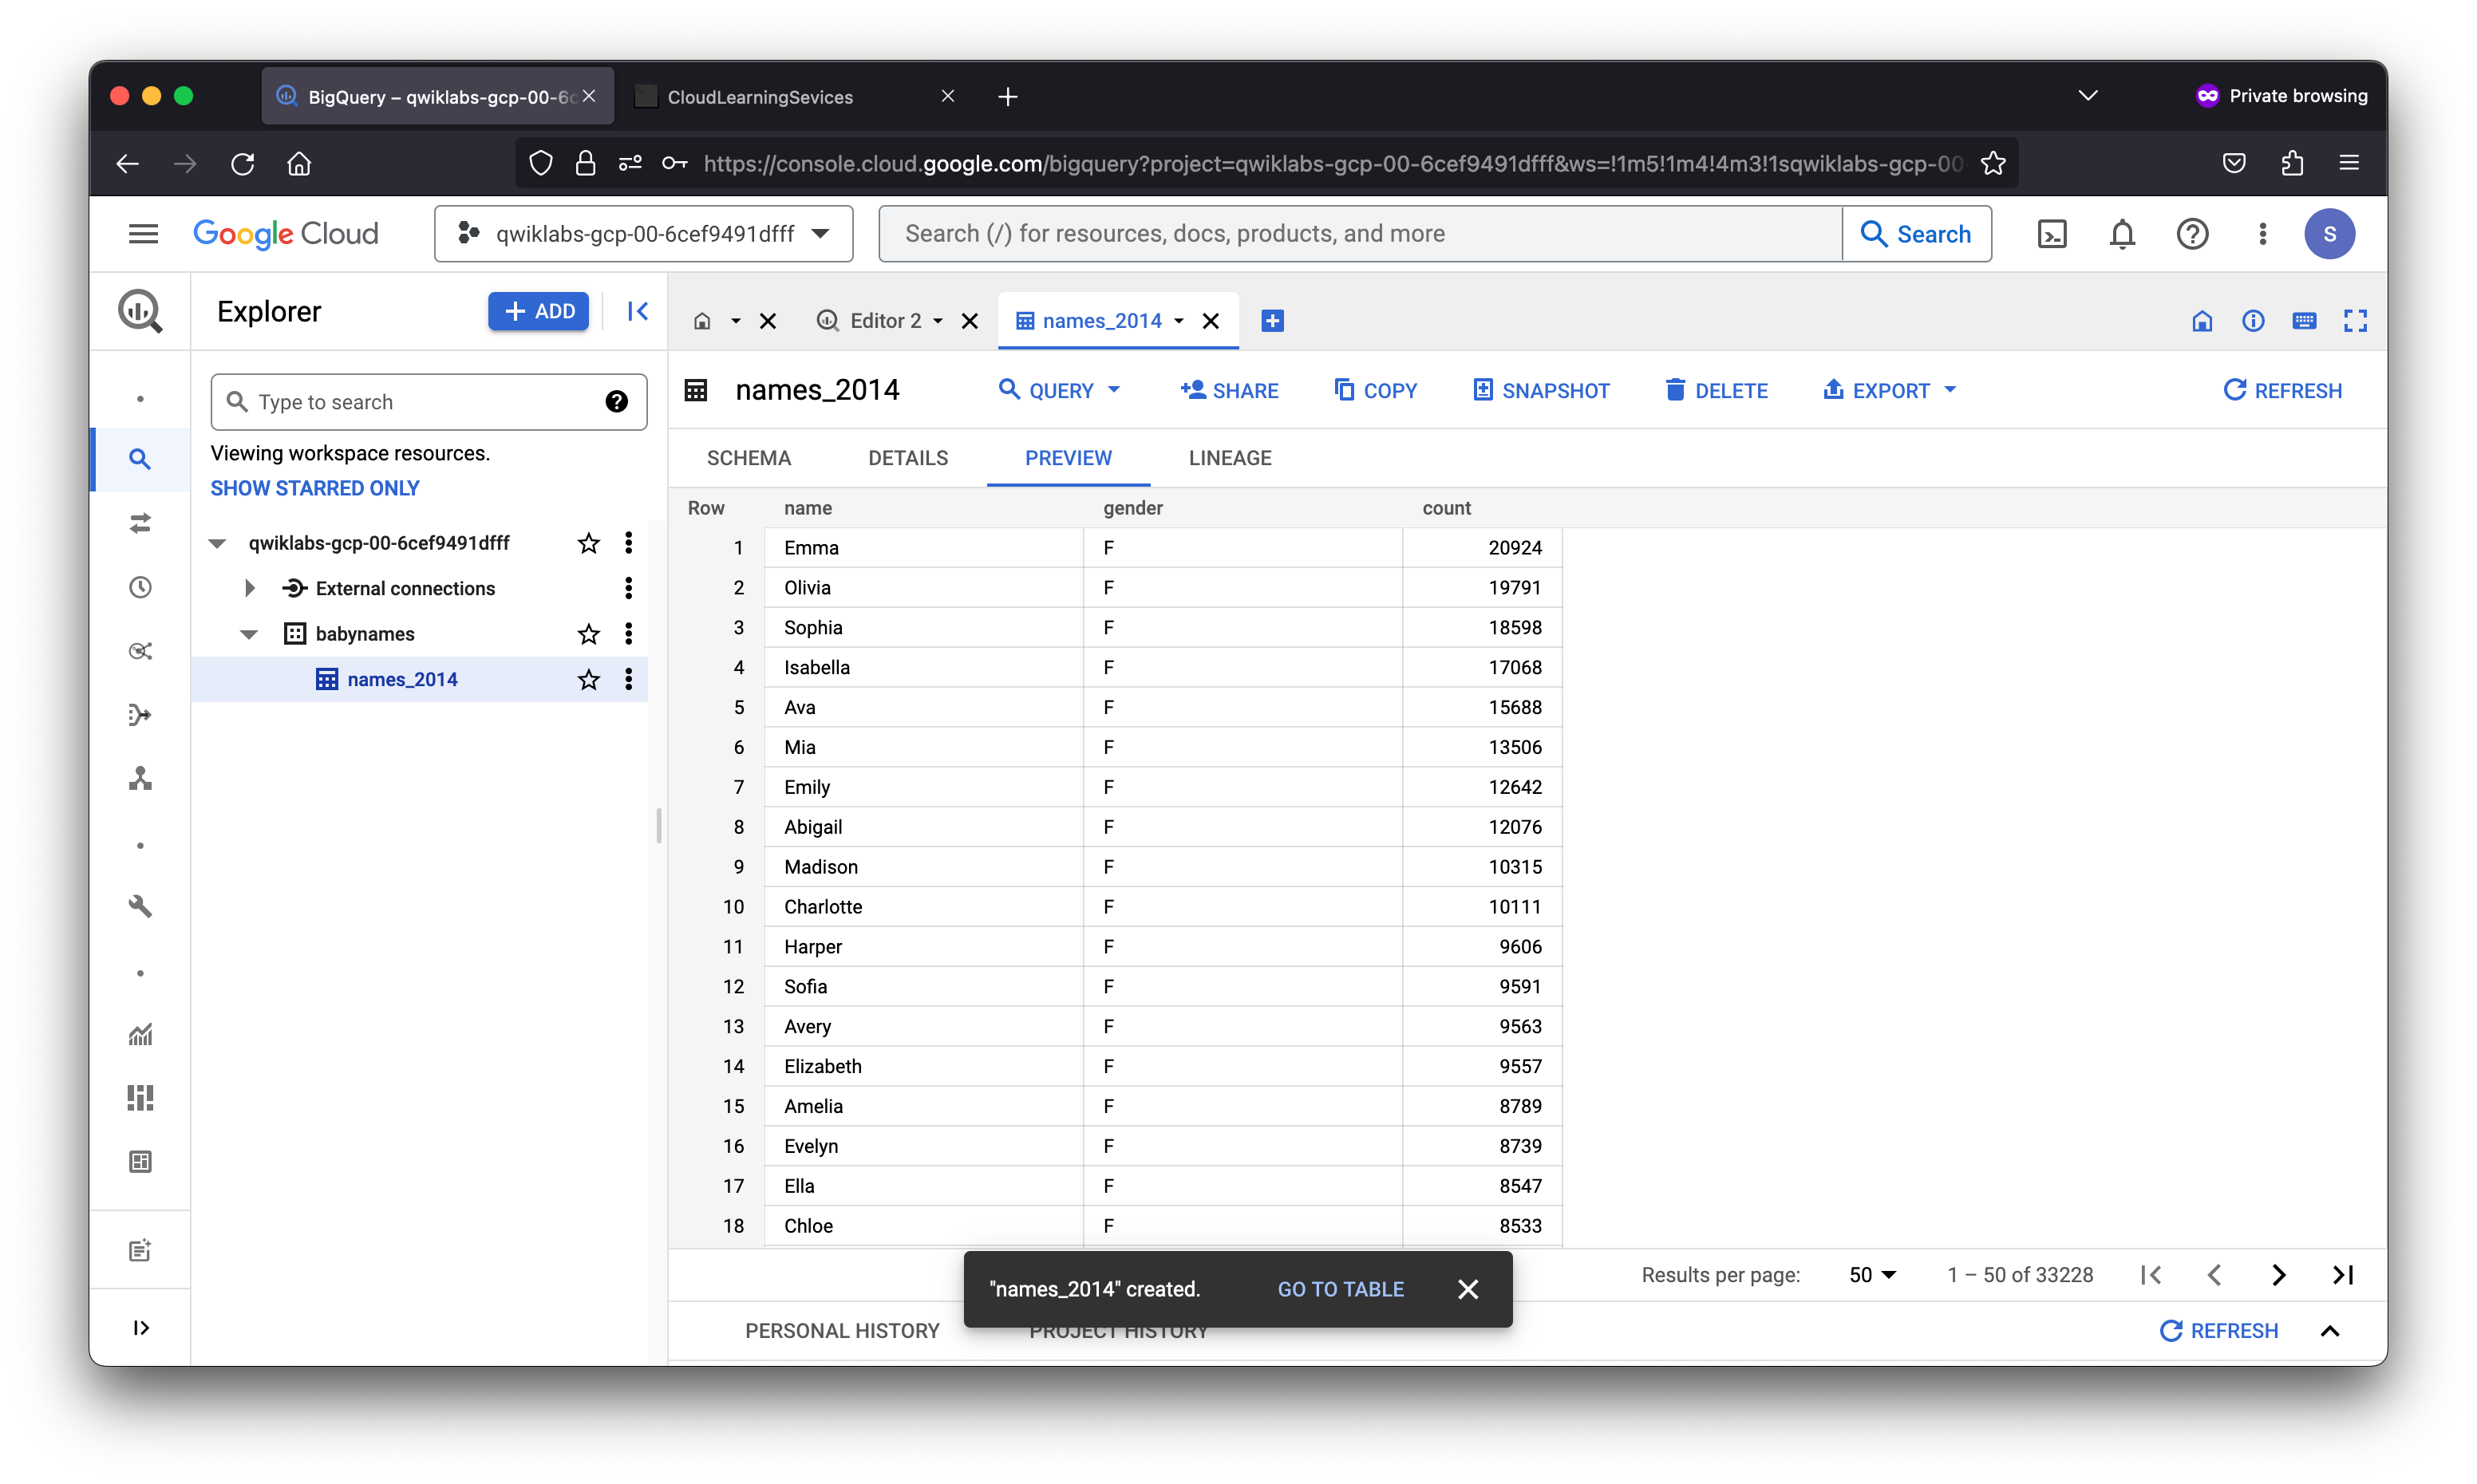 BigQuery – qwiklabs-gcp-00-6c
CloudLearningSevices
Private browsing
https://console.cloud.google.com/bigquery?project=qwiklabs-gcp-00-6cef9491dfff&ws=!1m5!1m4!4m3!1sqwiklabs-gcp-00-
Google Cloud
qwiklabs-gcp-00-6cef9491dfff
Search (/) for resources, docs, products, and more
Search
S
Explorer
+ ADD
Editor 2
names_2014
Type to search
Viewing workspace resources.
SHOW STARRED ONLY
qwiklabs-gcp-00-6cef9491dfff
External connections
babynames
names_2014
names_2014
QUERY
SHARE
COPY
SNAPSHOT
DELETE
EXPORT
REFRESH
SCHEMA DETAILS PREVIEW LINEAGE
Row name gender count
1 Emma F 20924
2 Olivia F 19791
3 Sophia F 18598
4 Isabella F 17068
5 Ava F 15688
6 Mia F 13506
7 Emily F 12642
8 Abigail F 12076
9 Madison F 10315
10 Charlotte F 10111
11 Harper F 9606
12 Sofia F 9591
13 Avery F 9563
14 Elizabeth F 9557
15 Amelia F 8789
16 Evelyn F 8739
17 Ella F 8547
18 Chloe F 8533
"names_2014" created. GO TO TABLE
Results per page: 50 1 – 50 of 33228
PERSONAL HISTORY PROJECT HISTORY
REFRESH